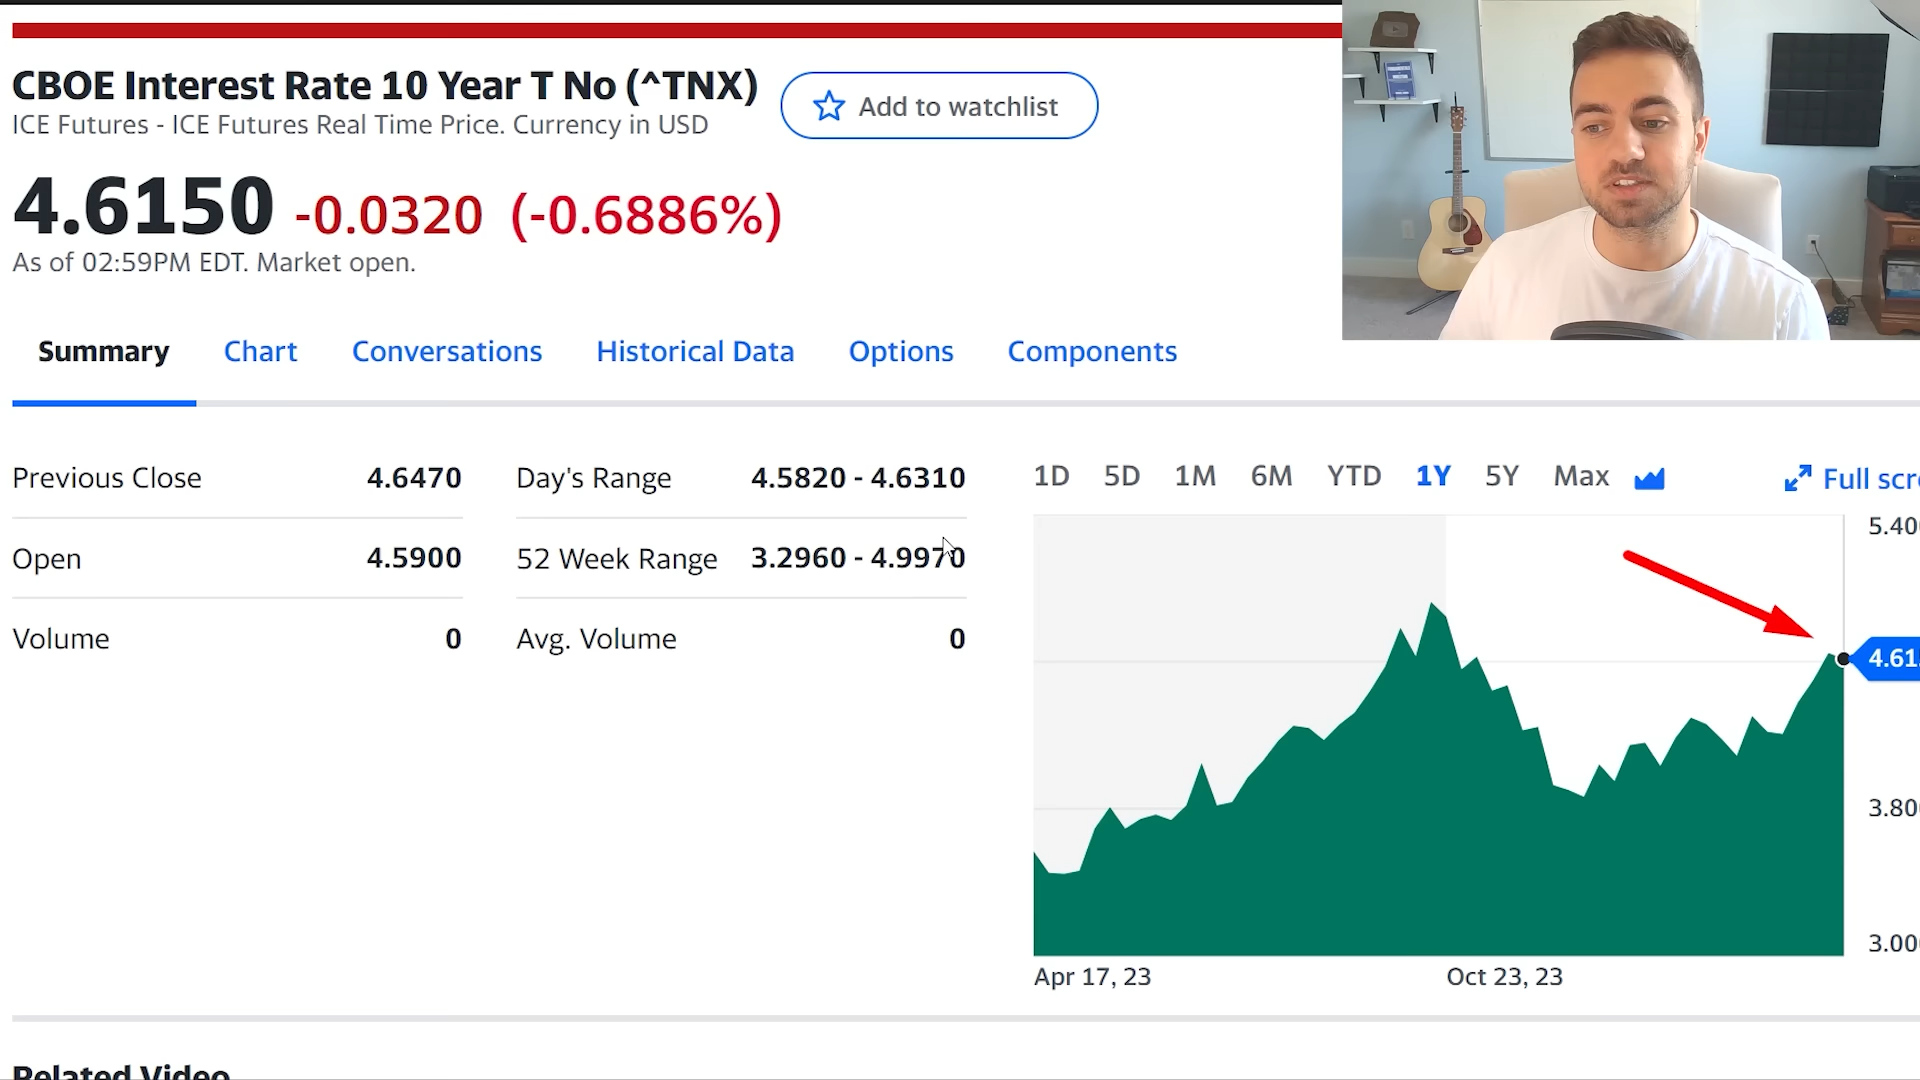 CBOE Interest Rate 10 Year T No (^TNX)
Add to watchlist
ICE Futures - ICE Futures Real Time Price. Currency in USD
4.6150 -0.0320 (-0.6886%)
As of 02:59PM EDT. Market open.
Summary Chart Conversations Historical Data Options Components
Previous Close 4.6470
Open 4.5900
Volume 0
Day's Range 4.5820 - 4.6310
52 Week Range 3.2960 - 4.9970
Avg. Volume 0
1D 5D 1M 6M YTD 1Y 5Y Max Full scre
5.40
4.61
3.80
3.00
Apr 17, 23 Oct 23, 23
Related Video